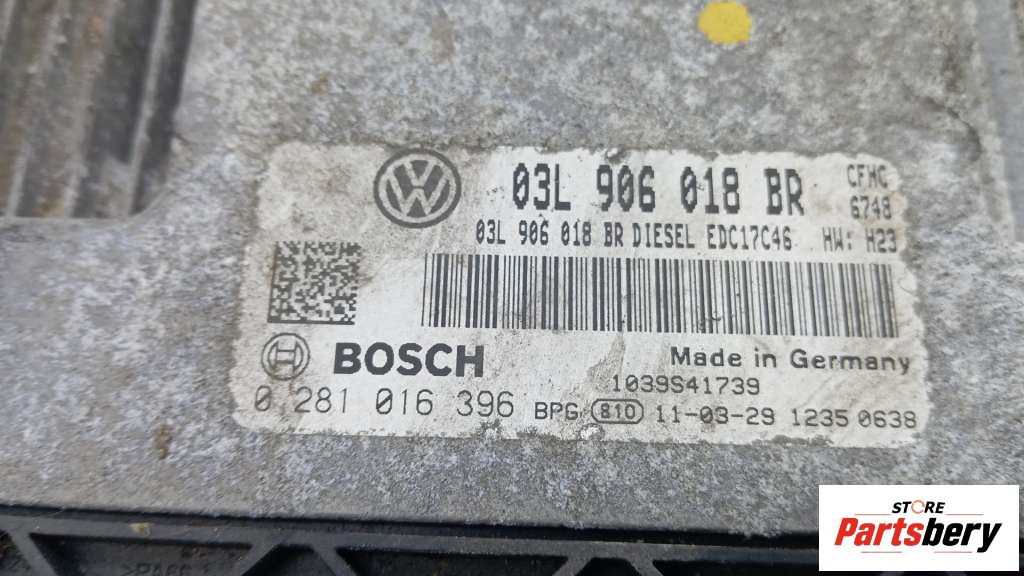 03L 906 018 BR
CFHC
6748
03L 906 018 BR DIESEL EDC17C46 HW: H23
BOSCH
Made in Germany
1039S41739
0 281 016 396 BPG 810 11-03-29 1235 0638
STORE
Partsbery